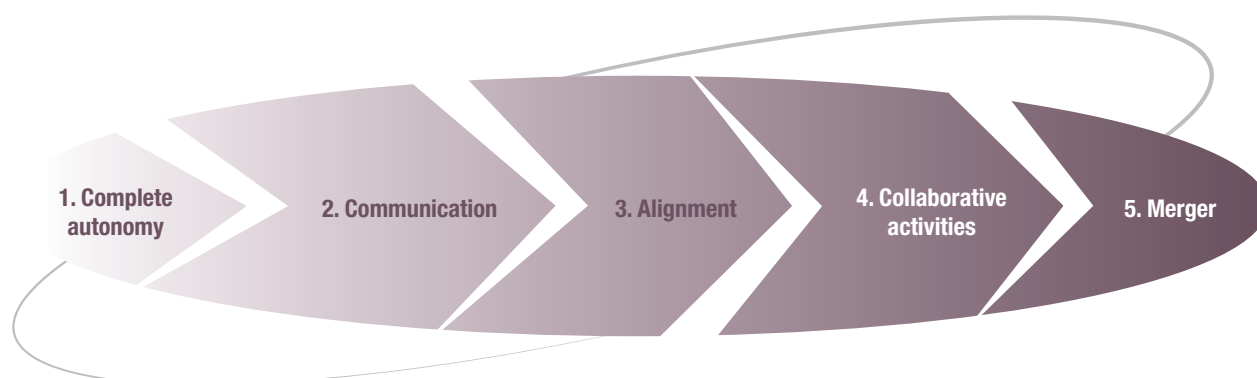 1. Complete
autonomy
2. Communication
3. Alignment
4. Collaborative
activities
5. Merger